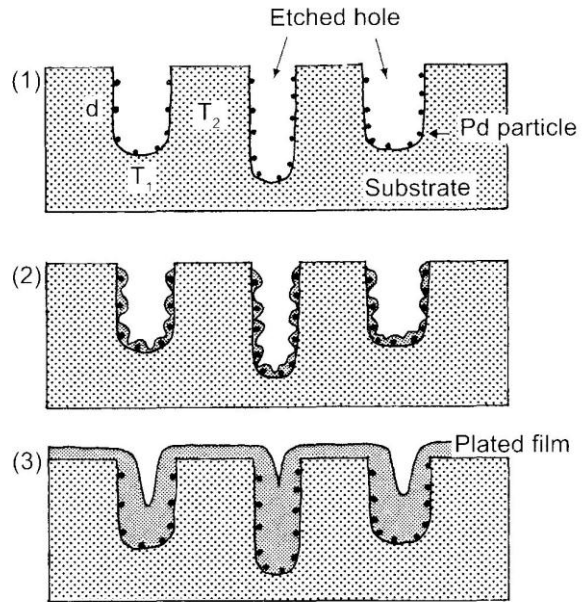 Etched hole
(1)
d
T₂
Pd particle
T₁
Substrate
(2)
Plated film
(3)